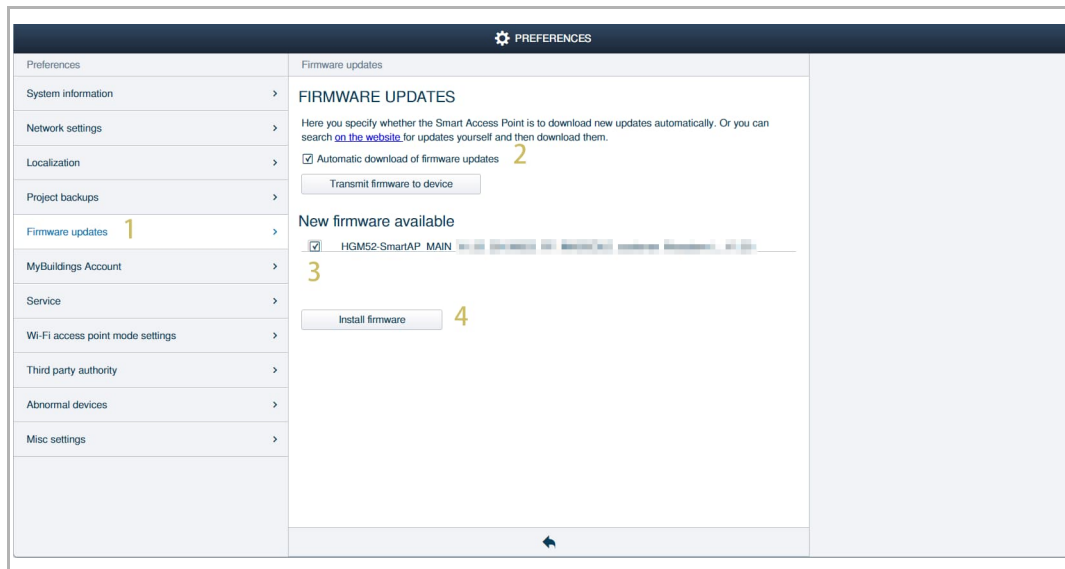 PREFERENCES
Preferences
System information
Network settings
Localization
Project backups
Firmware updates
1
MyBuildings Account
Service
Wi-Fi access point mode settings
Third party authority
Abnormal devices
Misc settings
Firmware updates
FIRMWARE UPDATES
Here you specify whether the Smart Access Point is to download new updates automatically. Or you can
search on the website for updates yourself and then download them.
Automatic download of firmware updates
2
Transmit firmware to device
New firmware available
HGM52-SmartAP_MAIN
3
Install firmware
4